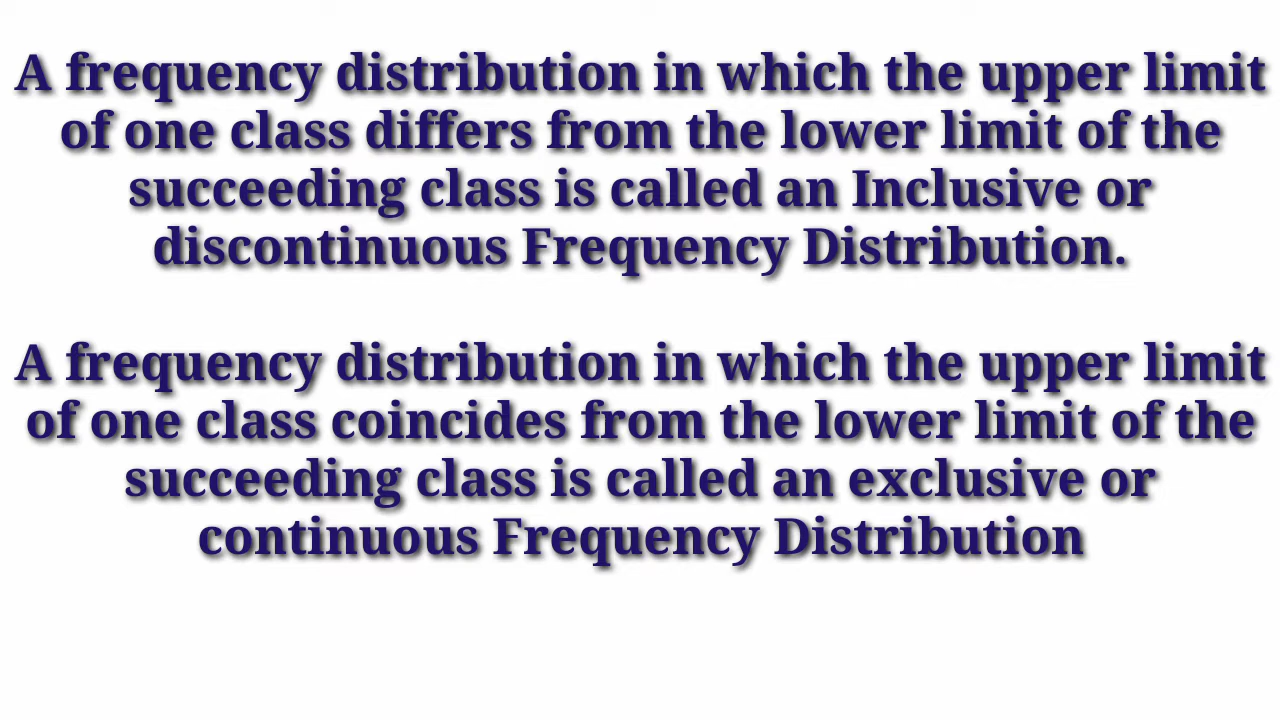 A frequency distribution in which the upper limit
of one class differs from the lower limit of the
succeeding class is called an Inclusive or
discontinuous Frequency Distribution.
A frequency distribution in which the upper limit
of one class coincides from the lower limit of the
succeeding class is called an exclusive or
continuous Frequency Distribution